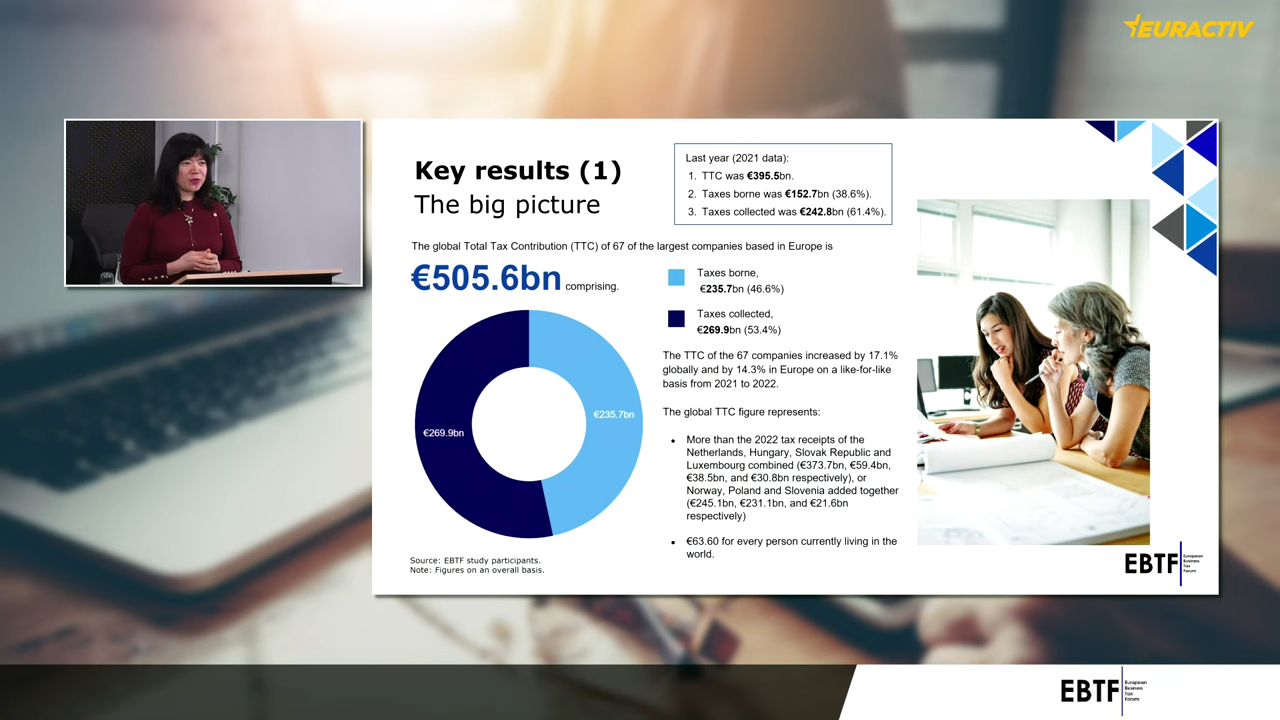 EURACTIV
Key results (1)
The big picture
Last year (2021 data):
1. TTC was €395.5bn.
2. Taxes borne was €152.7bn (38.6%).
3. Taxes collected was €242.8bn (61.4%).
The global Total Tax Contribution (TTC) of 67 of the largest companies based in Europe is
€505.6bn comprising.
Taxes borne,
€235.7bn (46.6%)
Taxes collected,
€269.9bn (53.4%)
€235.7bn
€269.9bn
The TTC of the 67 companies increased by 17.1%
globally and by 14.3% in Europe on a like-for-like
basis from 2021 to 2022.
The global TTC figure represents:
• More than the 2022 tax receipts of the
Netherlands, Hungary, Slovak Republic and
Luxembourg combined (€373.7bn, €59.4bn,
€38.5bn, and €30.8bn respectively), or
Norway, Poland and Slovenia added together
(€245.1bn, €231.1bn, and €21.6bn
respectively)
• €63.60 for every person currently living in the
world.
Source: EBTF study participants.
Note: Figures on an overall basis.
EBTF
European
Business
Tax
Forum
EBTF
European
Business
Tax
Forum